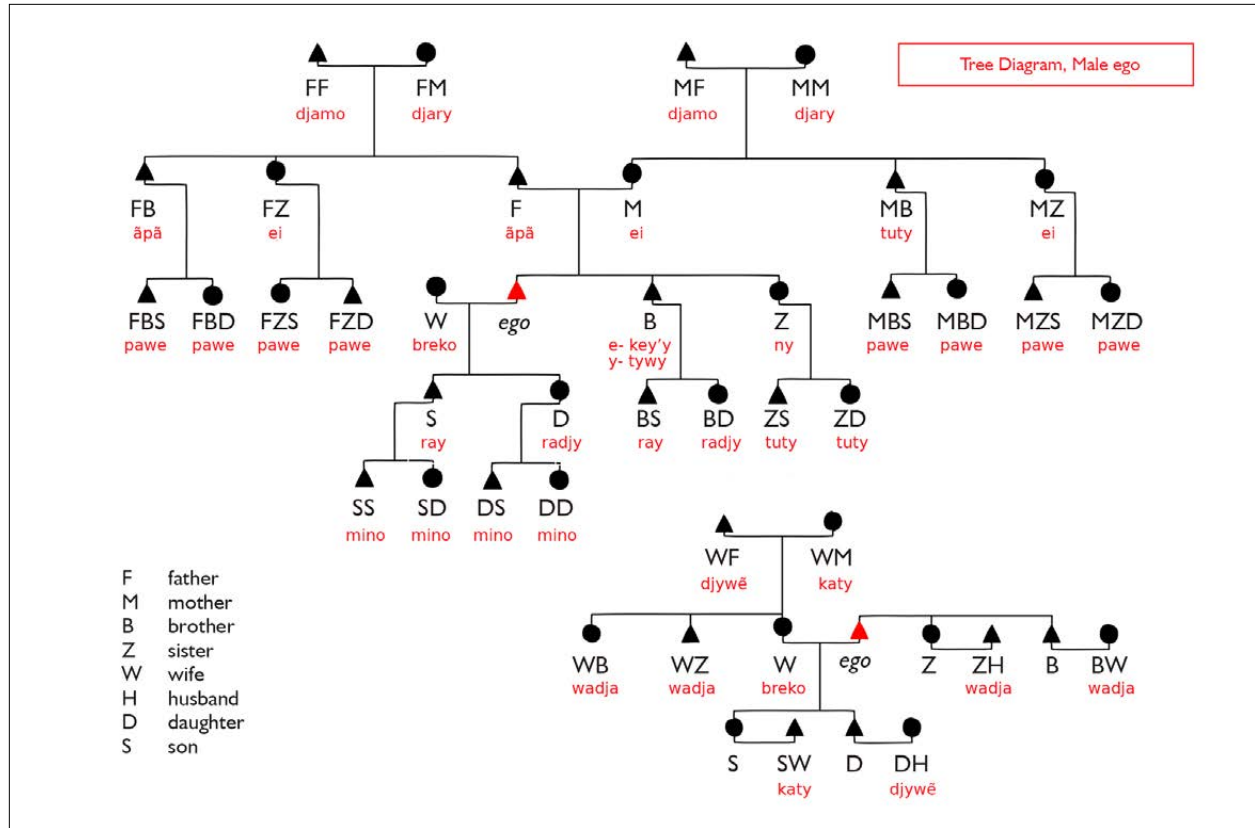 Tree Diagram, Male ego
FF FM MF MM
djamo djary djamo djary
FB FZ F M MB MZ
ãpã ei ãpã ei tuty ei
FBS FBD FZS FZD W ego B Z MBS MBD MZS MZD
pawe pawe pawe pawe breko e- key'y ny pawe pawe pawe pawe
y- tywy
S D BS BD ZS ZD
ray radjy ray radjy tuty tuty
SS SD DS DD
mino mino mino mino
WF WM
djywẽ katy
F father
M mother
B brother
Z sister
W wife
H husband
D daughter
S son
WB WZ W ego Z ZH B BW
wadja wadja breko wadja wadja
S SW D DH
katy djywẽ